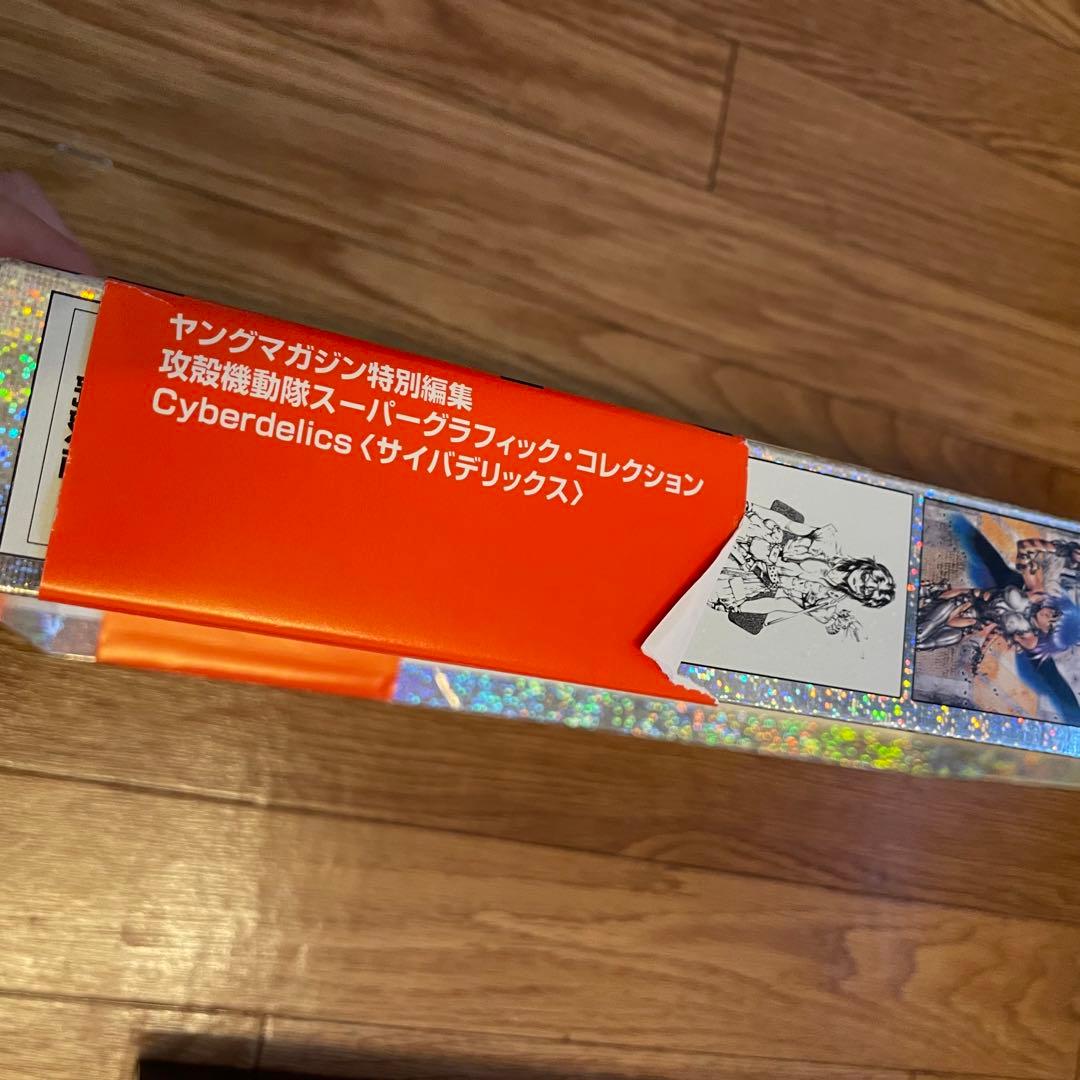 ヤングマガジン特別編集
攻殻機動隊スーパーグラフィック・コレクション
Cyberdelics〈サイバデリックス〉